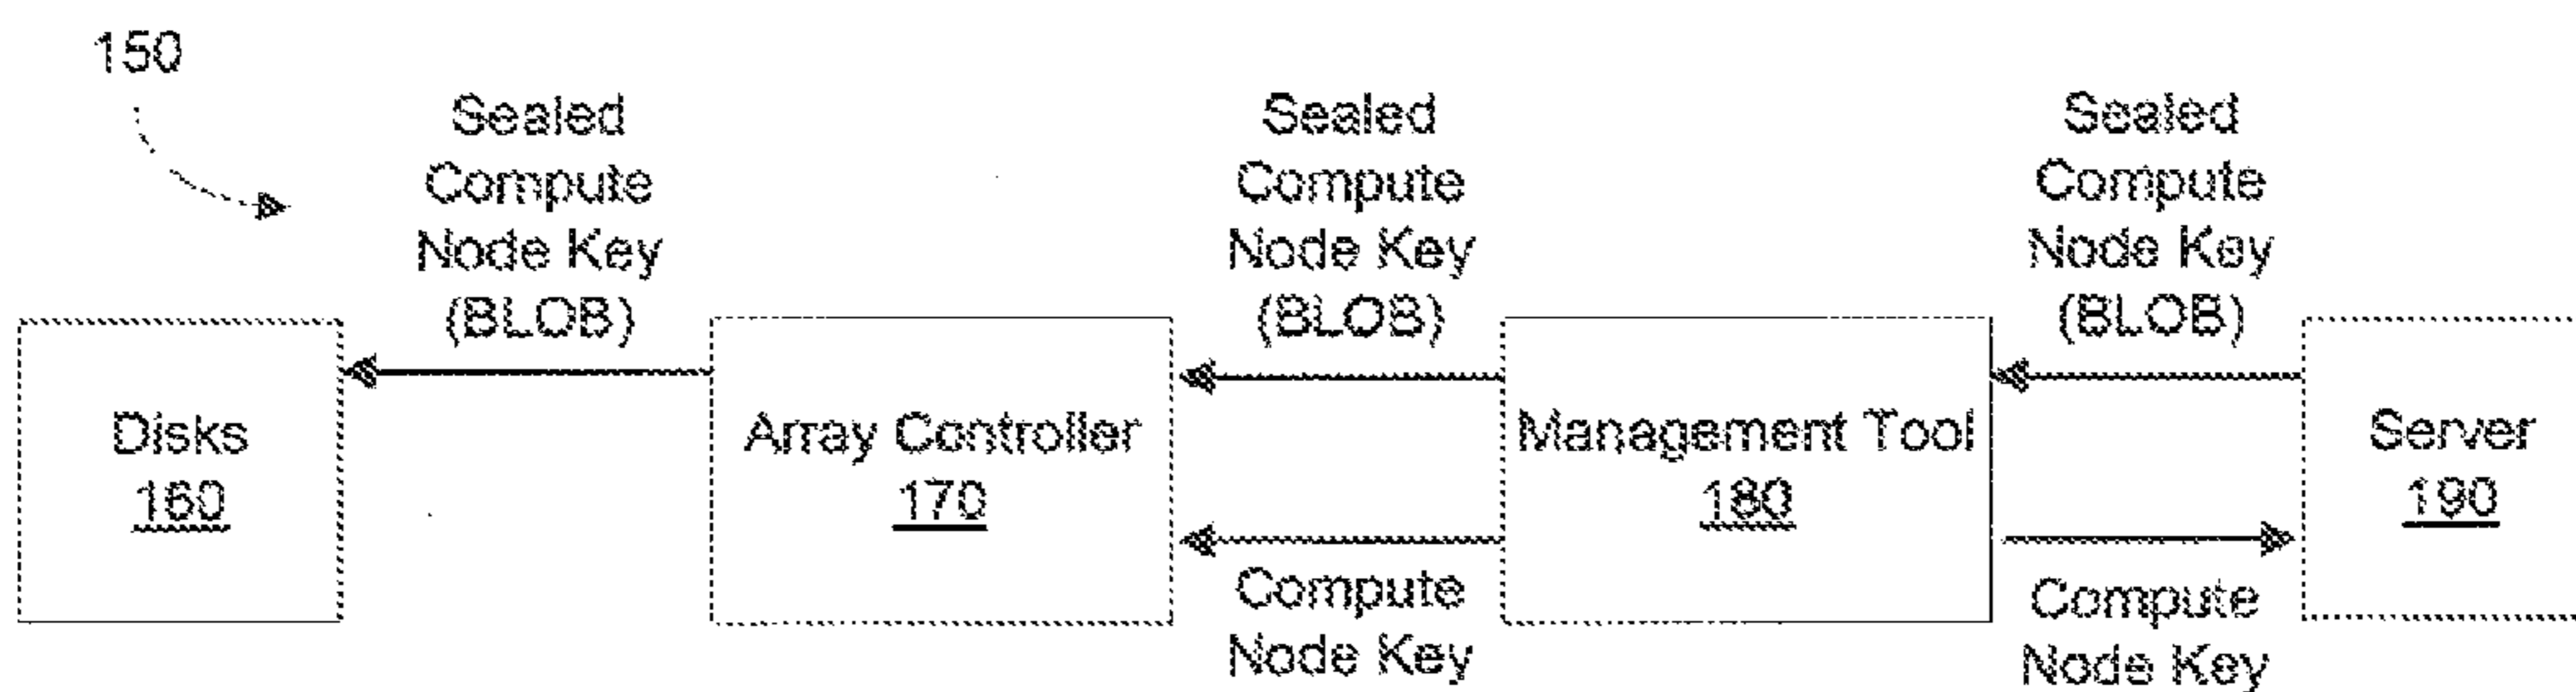 150
Sealed
Compute
Node Key
(BLOB)
Sealed
Compute
Node Key
(BLOB)
Sealed
Compute
Node Key
(BLOB)
Disks
160
Array Controller
170
Management Tool
180
Server
190
Compute
Node Key
Compute
Node Key